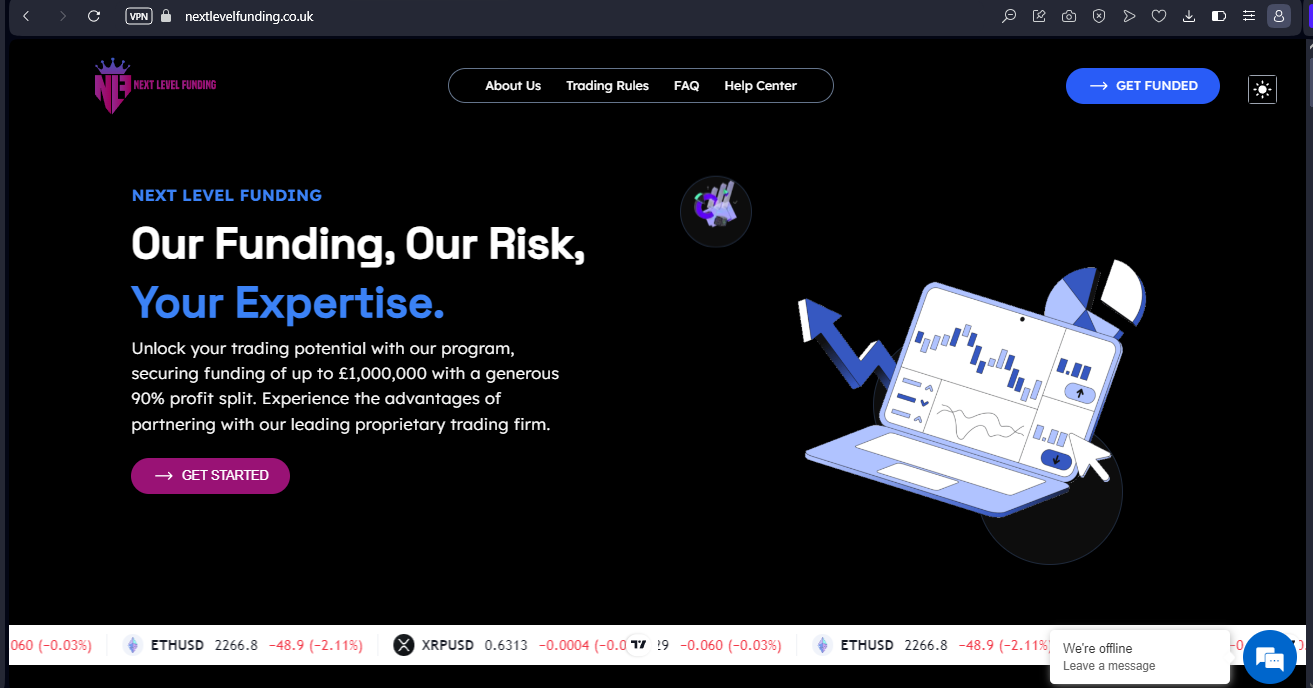 VPN
nextlevelfunding.co.uk
NEXT LEVEL FUNDING
About Us
Trading Rules
FAQ
Help Center
GET FUNDED
NEXT LEVEL FUNDING
Our Funding, Our Risk,
Your Expertise.
Unlock your trading potential with our program,
securing funding of up to £1,000,000 with a generous
90% profit split. Experience the advantages of
partnering with our leading proprietary trading firm.
GET STARTED
060 (−0.03%) ETHUSD 2266.8 −48.9 (−2.11%) XRPUSD 0.6313 −0.0004 (−0.0 29 −0.060 (−0.03%) ETHUSD 2266.8 −48.9 (−2.11%)
We're offline
Leave a message